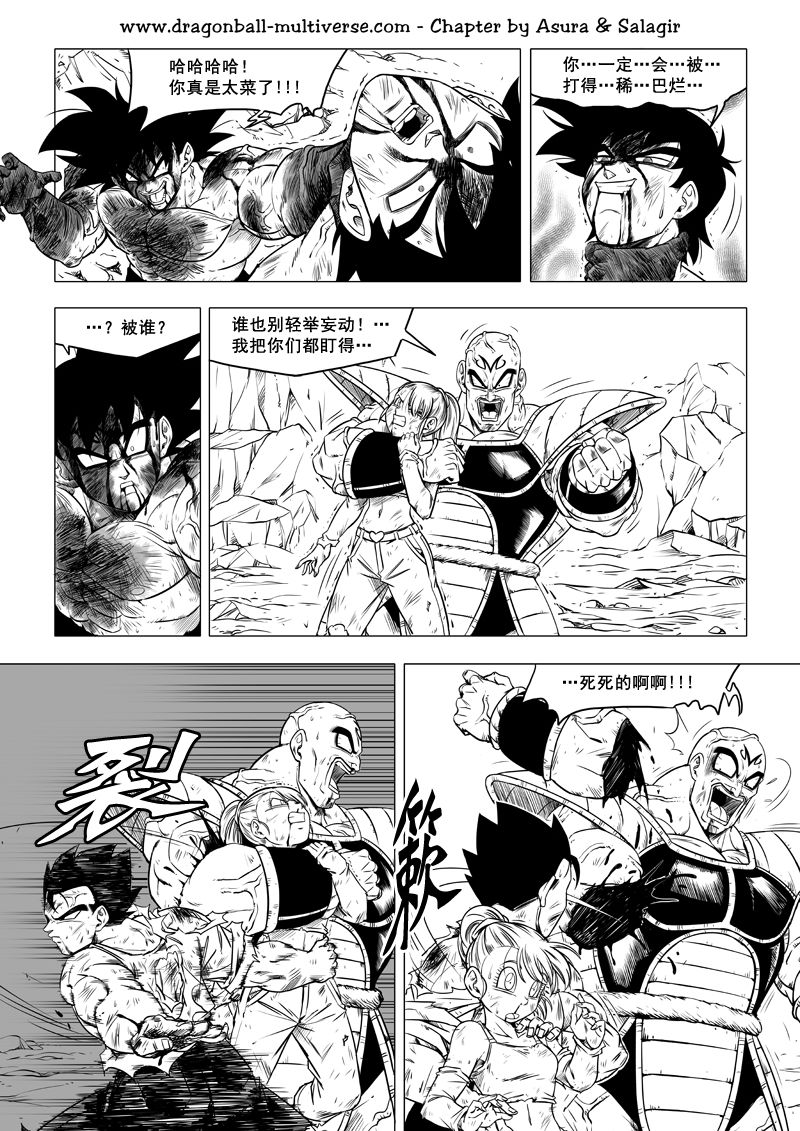 www.dragonball-multiverse.com - Chapter by Asura & Salagir
哈哈哈哈！
你真是太菜了！！！
你…一定…会…被…
打得…稀…巴烂…
…？被谁？
谁也别轻举妄动！…
我把你们都盯得…
裂
簌
…死死的啊啊！！！